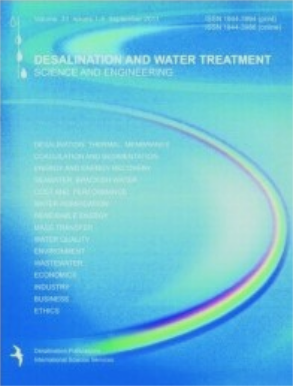 Volume 33 Issues 1-3 September 2011
ISSN 1944-3994 (print)
ISSN 1944-3986 (online)
DESALINATION AND WATER TREATMENT
SCIENCE AND ENGINEERING
DESALINATION: THERMAL, MEMBRANES
COAGULATION AND SEDIMENTATION
ENERGY AND ENERGY RECOVERY
SEAWATER, BRACKISH WATER
COST AND PERFORMANCE
WATER PURIFICATION
RENEWABLE ENERGY
MASS TRANSFER
WATER QUALITY
ENVIRONMENT
WASTEWATER
ECONOMICS
INDUSTRY
BUSINESS
ETHICS
Desalination Publications
International Science Services